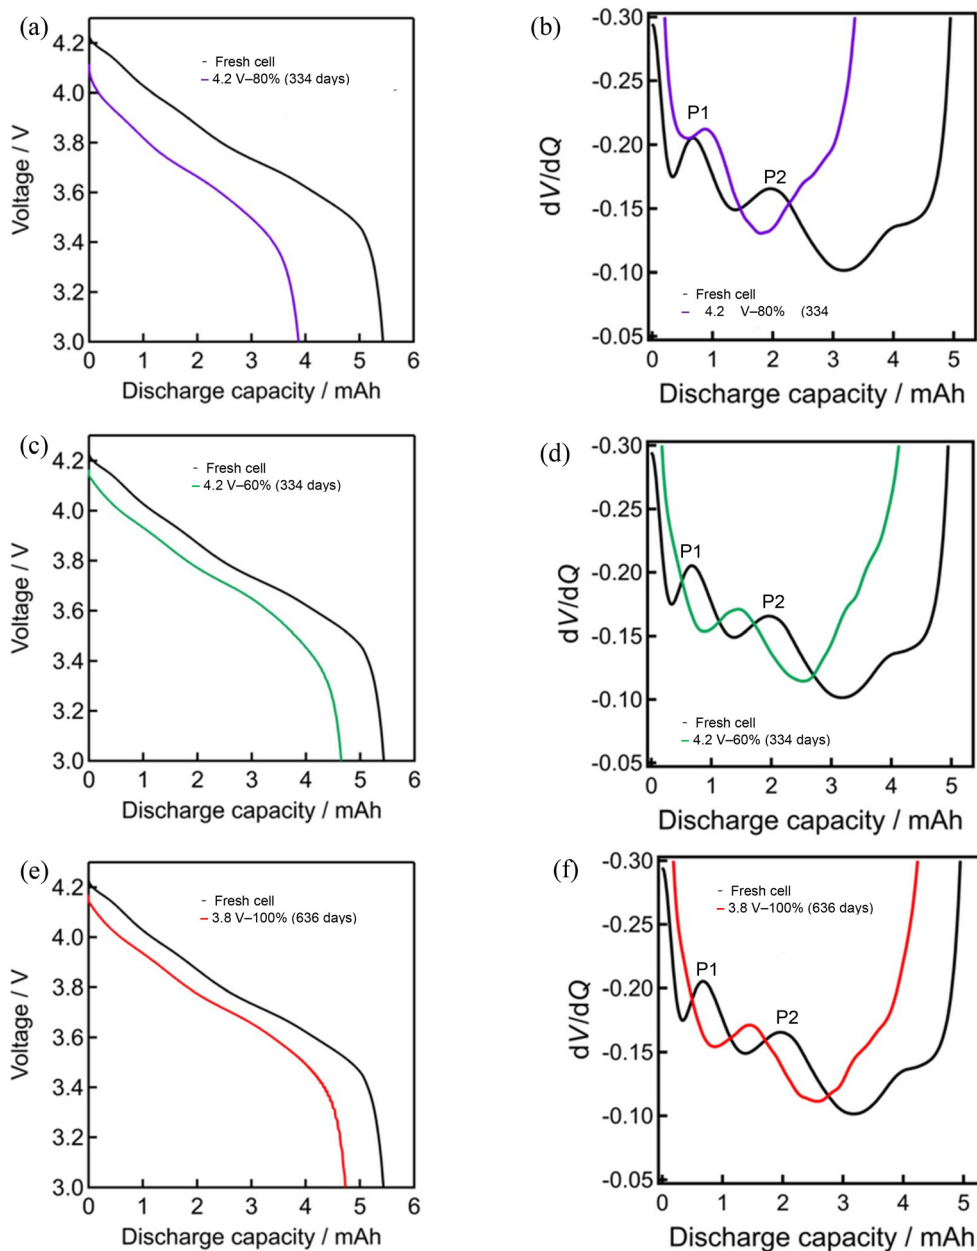 (a)
4.2
4.0
3.8
3.6
3.4
3.2
3.0
Voltage / V
- Fresh cell
– 4.2 V–80% (334 days)
0 1 2 3 4 5 6
Discharge capacity / mAh
(b)
-0.30
-0.25
-0.20
-0.15
-0.10
-0.05
dV/dQ
P1
P2
- Fresh cell
– 4.2 V–80% (334
0 1 2 3 4 5
Discharge capacity / mAh
(c)
4.2
4.0
3.8
3.6
3.4
3.2
3.0
Voltage / V
- Fresh cell
– 4.2 V–60% (334 days)
0 1 2 3 4 5 6
Discharge capacity / mAh
(d)
-0.30
-0.25
-0.20
-0.15
-0.10
-0.05
dV/dQ
P1
P2
- Fresh cell
– 4.2 V–60% (334 days)
0 1 2 3 4 5
Discharge capacity / mAh
(e)
4.2
4.0
3.8
3.6
3.4
3.2
3.0
Voltage / V
- Fresh cell
– 3.8 V–100% (636 days)
0 1 2 3 4 5 6
Discharge capacity / mAh
(f)
-0.30
-0.25
-0.20
-0.15
-0.10
-0.05
dV/dQ
- Fresh cell
– 3.8 V–100% (636 days)
P1
P2
0 1 2 3 4 5
Discharge capacity / mAh